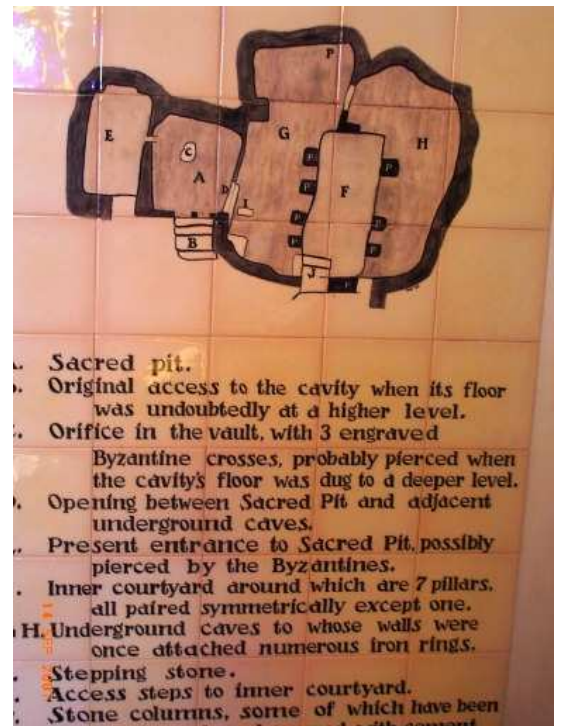 P
E
C
A
G
H
D
I
F
B
P
P
P
P
P
P
P
J
P
. Sacred pit.
. Original access to the cavity when its floor
was undoubtedly at a higher level.
. Orifice in the vault, with 3 engraved
Byzantine crosses, probably pierced when
the cavity's floor was dug to a deeper level.
. Opening between Sacred Pit and adjacent
underground caves.
. Present entrance to Sacred Pit, possibly
pierced by the Byzantines.
. Inner courtyard around which are 7 pillars,
all paired symmetrically except one.
H. Underground caves to whose walls were
once attached numerous iron rings.
. Stepping stone.
. Access steps to inner courtyard.
. Stone columns, some of which have been
with cement